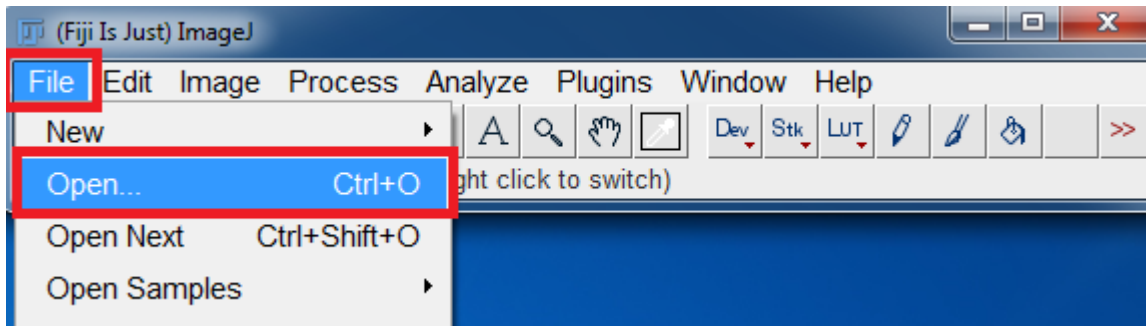 (Fiji Is Just) ImageJ
File Edit Image Process Analyze Plugins Window Help
New
A Dev Stk LUT >>
Open... Ctrl+O
ght click to switch)
Open Next Ctrl+Shift+O
Open Samples